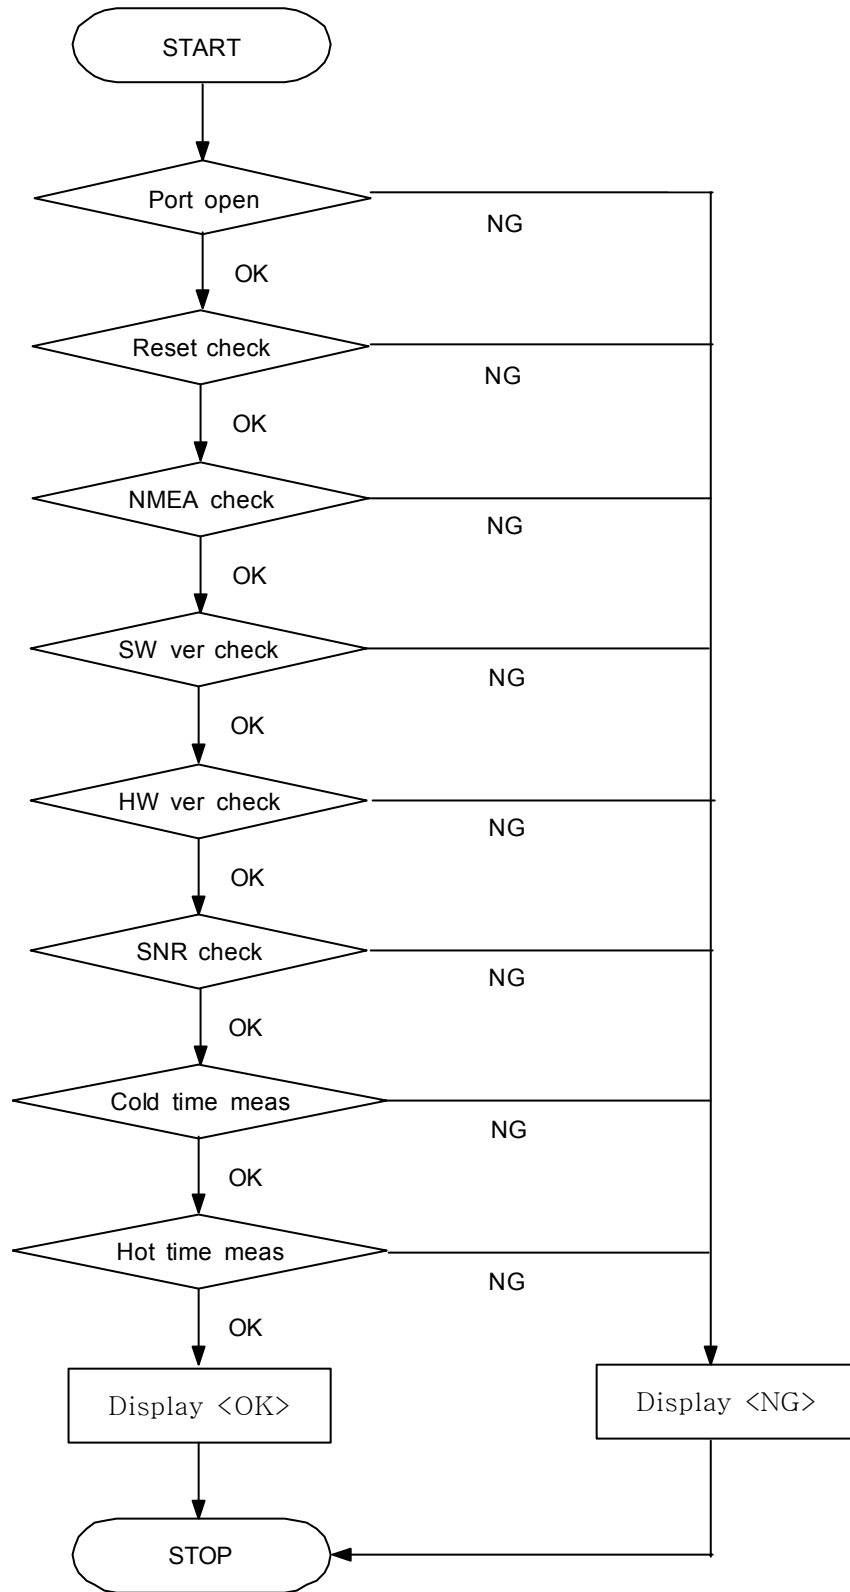 START
Port open
NG
OK
Reset check
NG
OK
NMEA check
NG
OK
SW ver check
NG
OK
HW ver check
NG
OK
SNR check
NG
OK
Cold time meas
NG
OK
Hot time meas
NG
OK
Display <OK>
Display <NG>
STOP